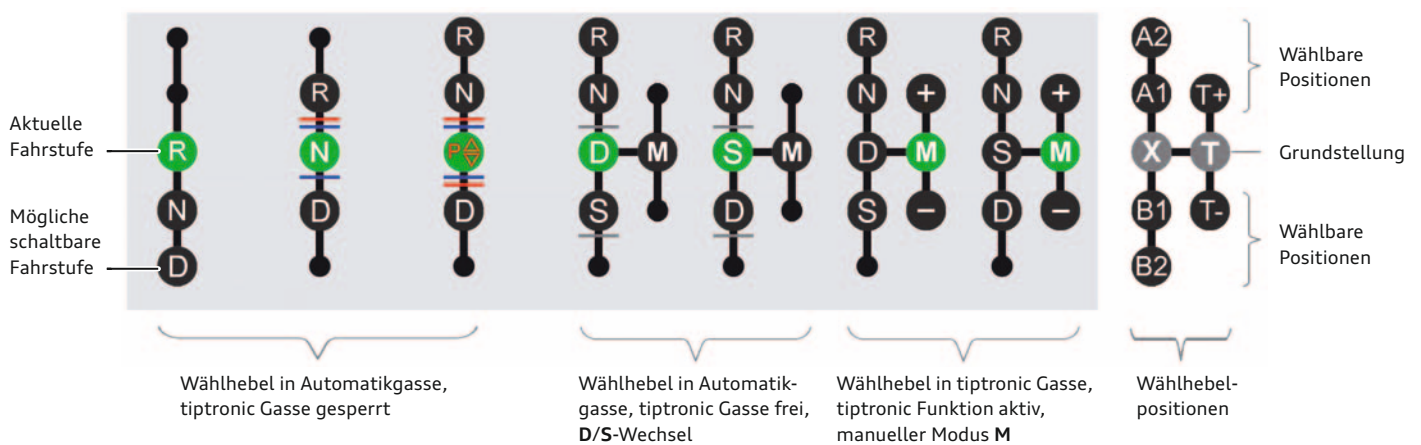 R R R R R A2
R N N N N N A1
+ + T+
Aktuelle
Fahrstufe
R N P D M S M D M S M X T
Grundstellung
Wählbare
Positionen
Mögliche
schaltbare
Fahrstufe
N D D S D S – D – B1 T-
D B2
Wählbare
Positionen
Wählhebel in Automatikgasse,
tiptronic Gasse gesperrt
Wählhebel in Automatik-
gasse, tiptronic Gasse frei,
D/S-Wechsel
Wählhebel in tiptronic Gasse,
tiptronic Funktion aktiv,
manueller Modus M
Wählhebel-
positionen